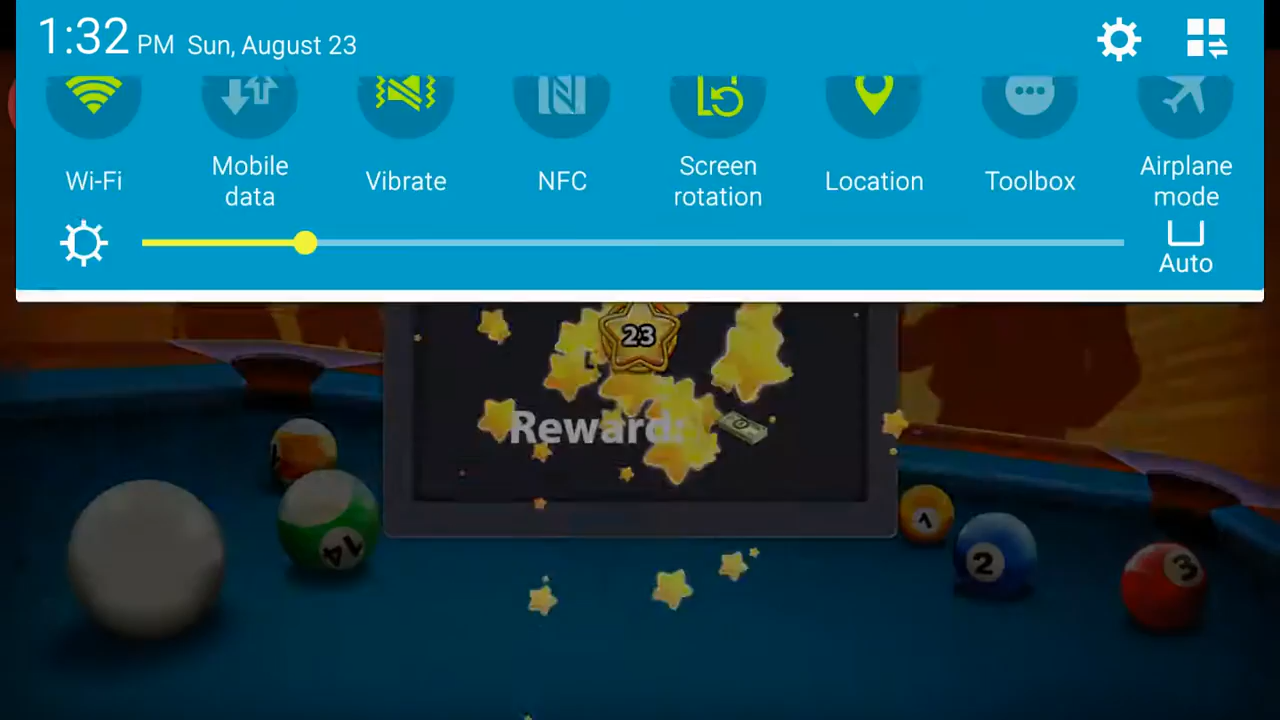 1:32 PM Sun, August 23
Wi-Fi
Mobile
data
Vibrate
NFC
Screen
rotation
Location
Toolbox
Airplane
mode
Auto
23
Reward:
14
1
2
3